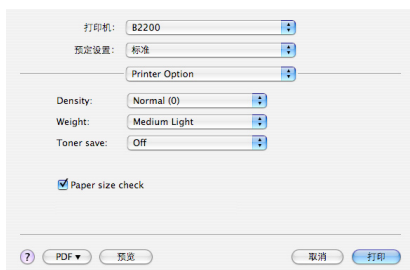 打印机: B2200
预定设置: 标准
Printer Option
Density: Normal (0)
Weight: Medium Light
Toner save: Off
Paper size check
? PDF▼ 预览 取消 打印